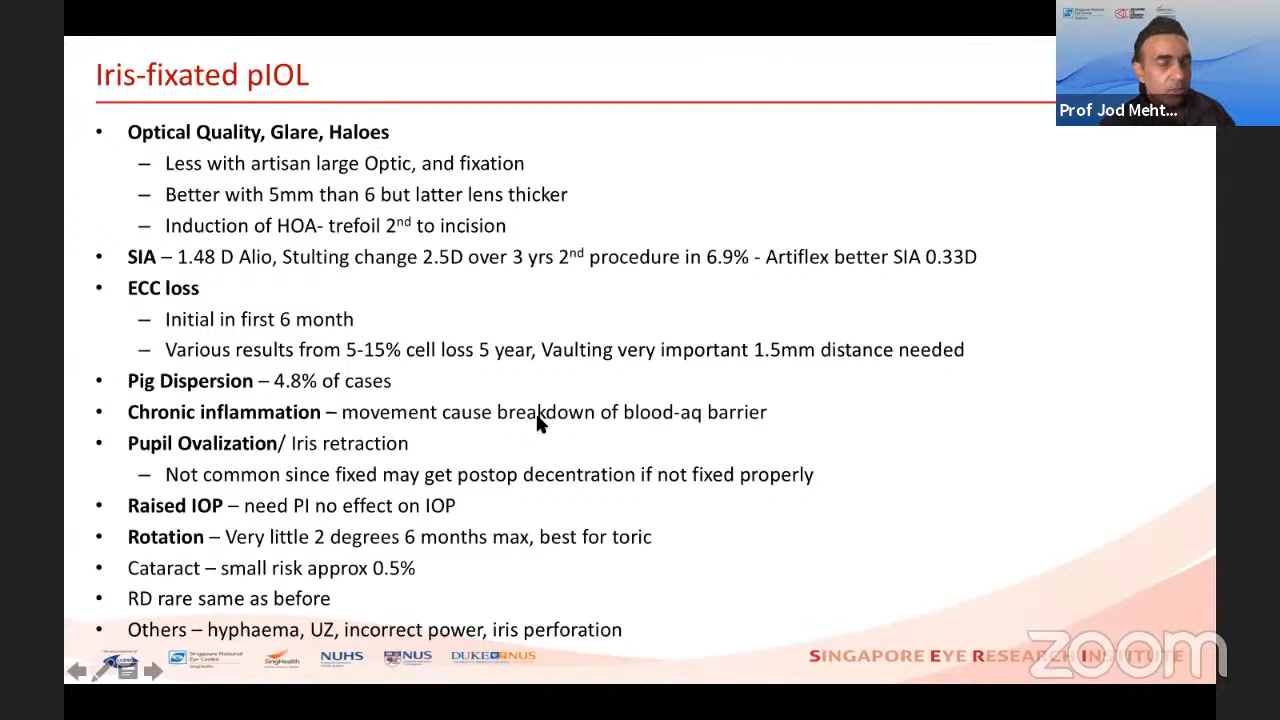 Iris-fixated pIOL
Prof Jod Meht...
• Optical Quality, Glare, Haloes
– Less with artisan large Optic, and fixation
– Better with 5mm than 6 but latter lens thicker
– Induction of HOA- trefoil 2nd to incision
• SIA – 1.48 D Alio, Stulting change 2.5D over 3 yrs 2nd procedure in 6.9% - Artiflex better SIA 0.33D
• ECC loss
– Initial in first 6 month
– Various results from 5-15% cell loss 5 year, Vaulting very important 1.5mm distance needed
• Pig Dispersion – 4.8% of cases
• Chronic inflammation – movement cause breakdown of blood-aq barrier
• Pupil Ovalization/ Iris retraction
– Not common since fixed may get postop decentration if not fixed properly
• Raised IOP – need PI no effect on IOP
• Rotation – Very little 2 degrees 6 months max, best for toric
• Cataract – small risk approx 0.5%
• RD rare same as before
• Others – hyphaema, UZ, incorrect power, iris perforation
Singapore National Eye Centre
SingHealth
NUHS
NUS
DUKE NUS
SINGAPORE EYE RESEARCH INSTITUTE
zoom